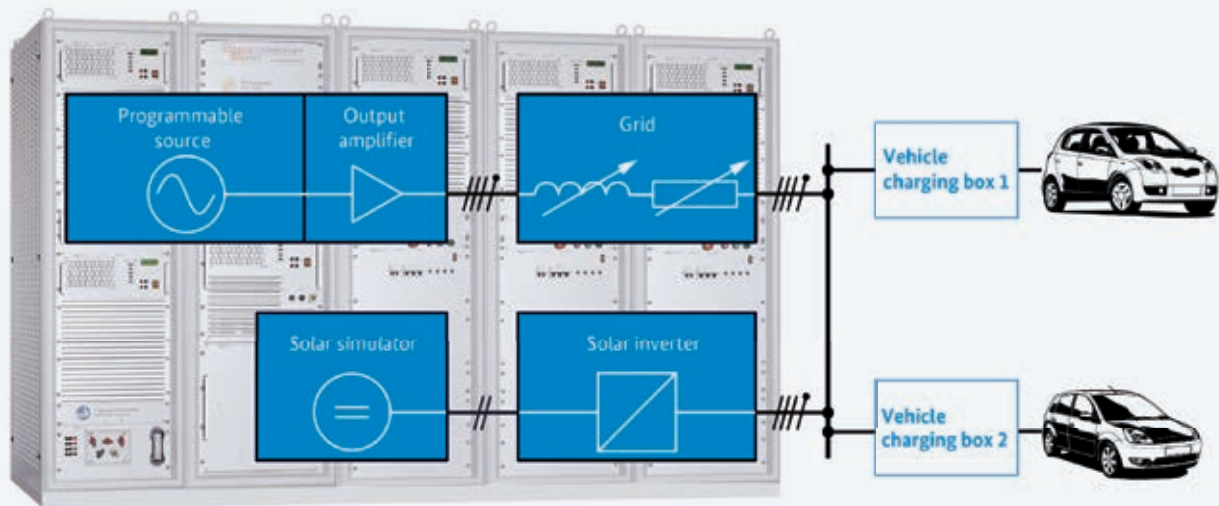 Programmable
source
Output
amplifier
Grid
Vehicle
charging box 1
Solar simulator
Solar inverter
Vehicle
charging box 2